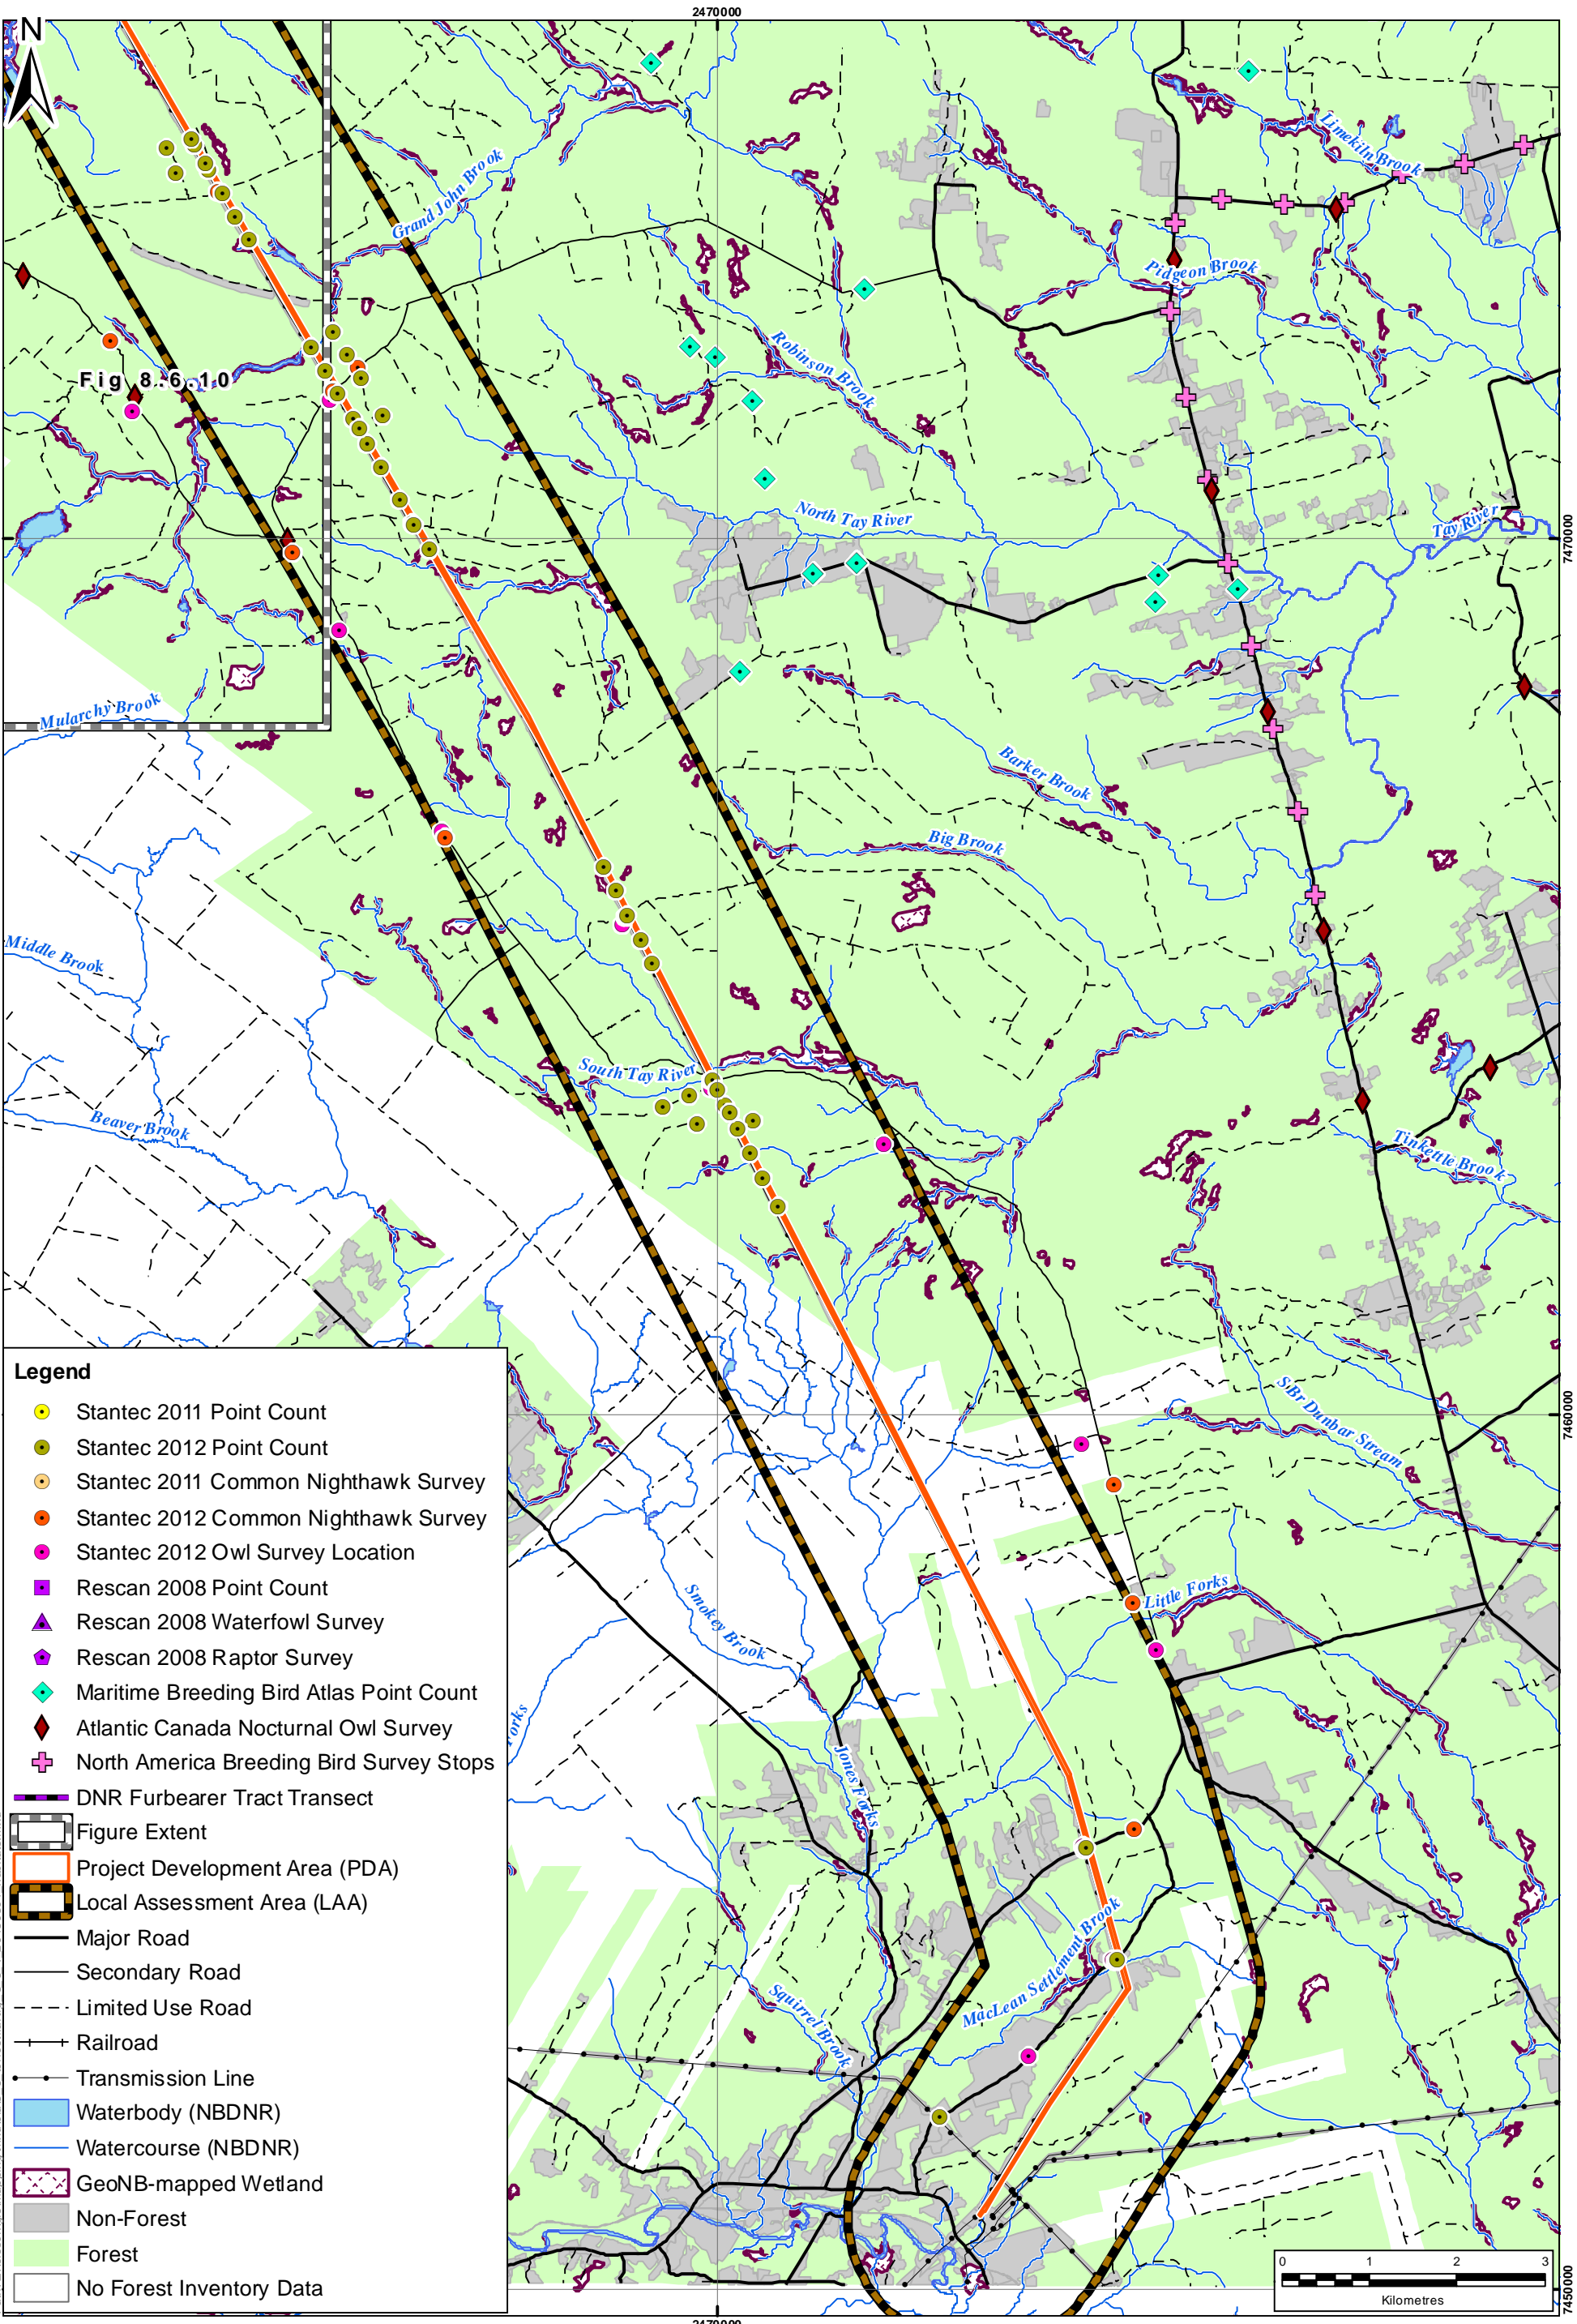 2470000
N
Limekiln Brook
Grand John Brook
Pidgeon Brook
Robinson Brook
Fig 8.6.10
North Tay River
Tay River
7470000
Mularchy Brook
Barker Brook
Big Brook
Middle Brook
South Tay River
Beaver Brook
Tinkettle Brook
SBr Dunbar Stream
7460000
Little Forks
Smokey Brook
Forks
Jones Forks
MacLean Settlement Brook
Squirrel Brook
Legend
Stantec 2011 Point Count
Stantec 2012 Point Count
Stantec 2011 Common Nighthawk Survey
Stantec 2012 Common Nighthawk Survey
Stantec 2012 Owl Survey Location
Rescan 2008 Point Count
Rescan 2008 Waterfowl Survey
Rescan 2008 Raptor Survey
Maritime Breeding Bird Atlas Point Count
Atlantic Canada Nocturnal Owl Survey
North America Breeding Bird Survey Stops
DNR Furbearer Tract Transect
Figure Extent
Project Development Area (PDA)
Local Assessment Area (LAA)
Major Road
Secondary Road
Limited Use Road
Railroad
Transmission Line
Waterbody (NBDNR)
Watercourse (NBDNR)
GeoNB-mapped Wetland
Non-Forest
Forest
No Forest Inventory Data
0 1 2 3
Kilometres
7450000
2470000